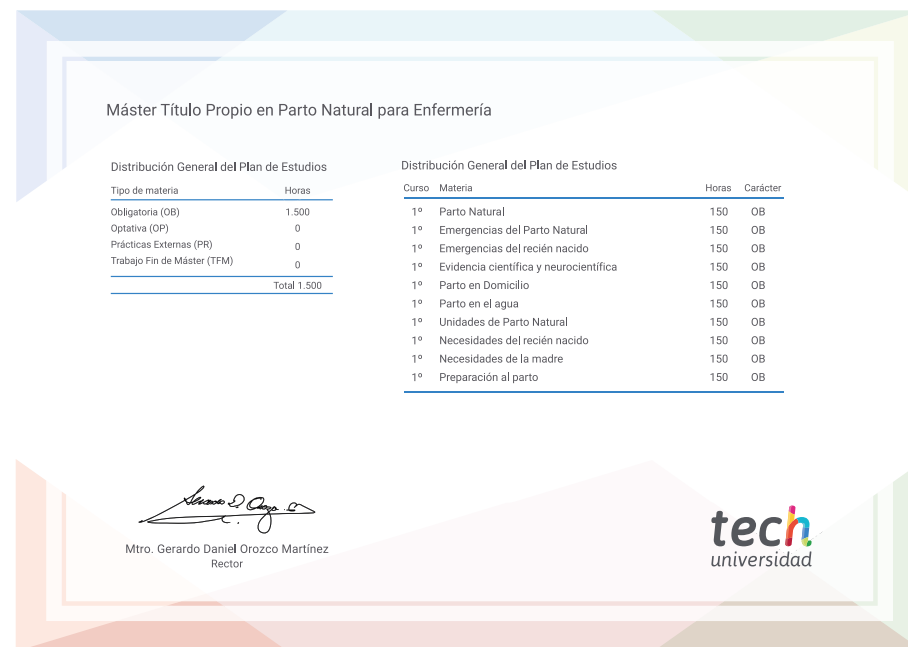 Máster Título Propio en Parto Natural para Enfermería
Distribución General del Plan de Estudios
Tipo de materia Horas
Obligatoria (OB) 1.500
Optativa (OP) 0
Prácticas Externas (PR) 0
Trabajo Fin de Máster (TFM) 0
Total 1.500
Distribución General del Plan de Estudios
Curso Materia Horas Carácter
1º Parto Natural 150 OB
1º Emergencias del Parto Natural 150 OB
1º Emergencias del recién nacido 150 OB
1º Evidencia científica y neurocientífica 150 OB
1º Parto en Domicilio 150 OB
1º Parto en el agua 150 OB
1º Unidades de Parto Natural 150 OB
1º Necesidades del recién nacido 150 OB
1º Necesidades de la madre 150 OB
1º Preparación al parto 150 OB
Mtro. Gerardo Daniel Orozco Martínez
Rector
tech
universidad